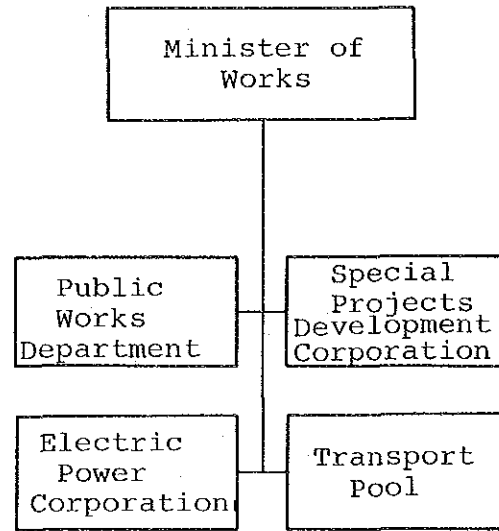 Minister of
Works
Public
Works
Department
Special
Projects
Development
Corporation
Electric
Power
Corporation
Transport
Pool